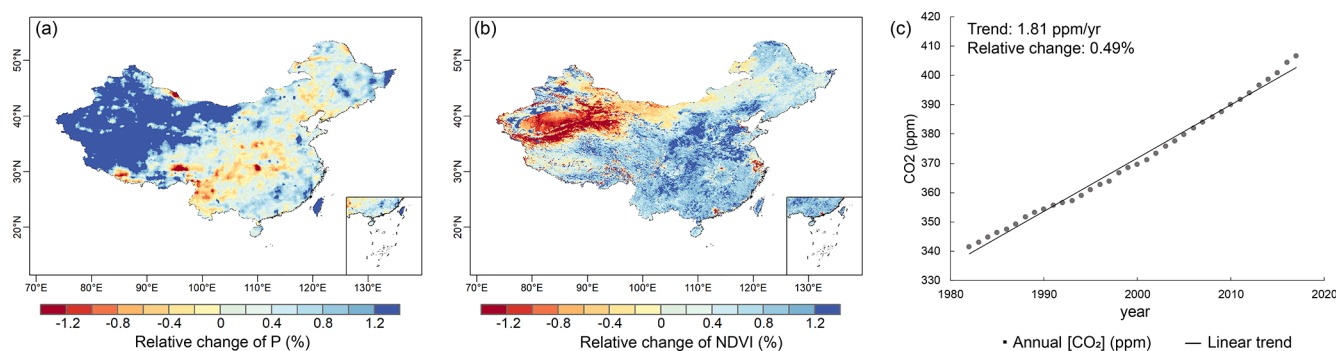 (a)
50°N
40°N
30°N
20°N
70°E 80°E 90°E 100°E 110°E 120°E 130°E
-1.2 -0.8 -0.4 0 0.4 0.8 1.2
Relative change of P (%)
(b)
50°N
40°N
30°N
20°N
70°E 80°E 90°E 100°E 110°E 120°E 130°E
-1.2 -0.8 -0.4 0 0.4 0.8 1.2
Relative change of NDVI (%)
(c)
Trend: 1.81 ppm/yr
Relative change: 0.49%
CO2 (ppm)
420
410
400
390
380
370
360
350
340
330
1980 1990 2000 2010 2020
year
Annual [CO₂] (ppm) Linear trend